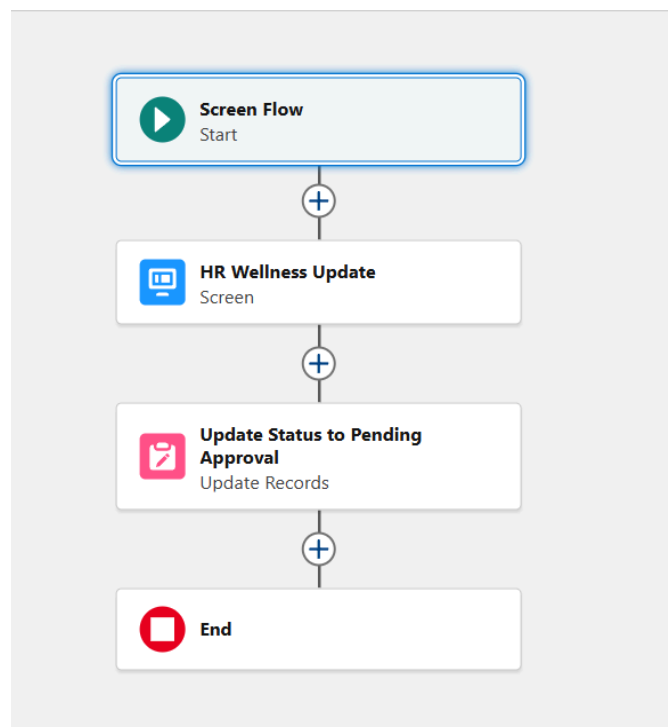 Screen Flow
Start
HR Wellness Update
Screen
Update Status to Pending
Approval
Update Records
End